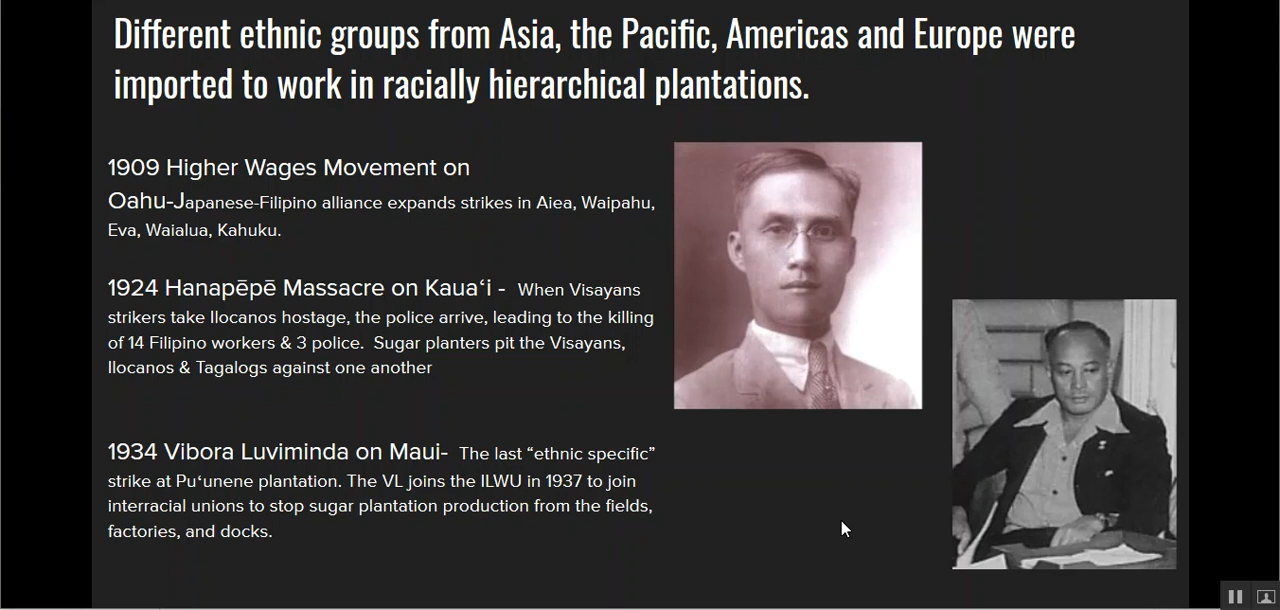 Different ethnic groups from Asia, the Pacific, Americas and Europe were
imported to work in racially hierarchical plantations.
1909 Higher Wages Movement on
Oahu-Japanese-Filipino alliance expands strikes in Aiea, Waipahu,
Eva, Waialua, Kahuku.
1924 Hanapēpē Massacre on Kauaʻi - When Visayans
strikers take Ilocanos hostage, the police arrive, leading to the killing
of 14 Filipino workers & 3 police. Sugar planters pit the Visayans,
Ilocanos & Tagalogs against one another
1934 Vibora Luviminda on Maui- The last “ethnic specific”
strike at Puʻunene plantation. The VL joins the ILWU in 1937 to join
interracial unions to stop sugar plantation production from the fields,
factories, and docks.